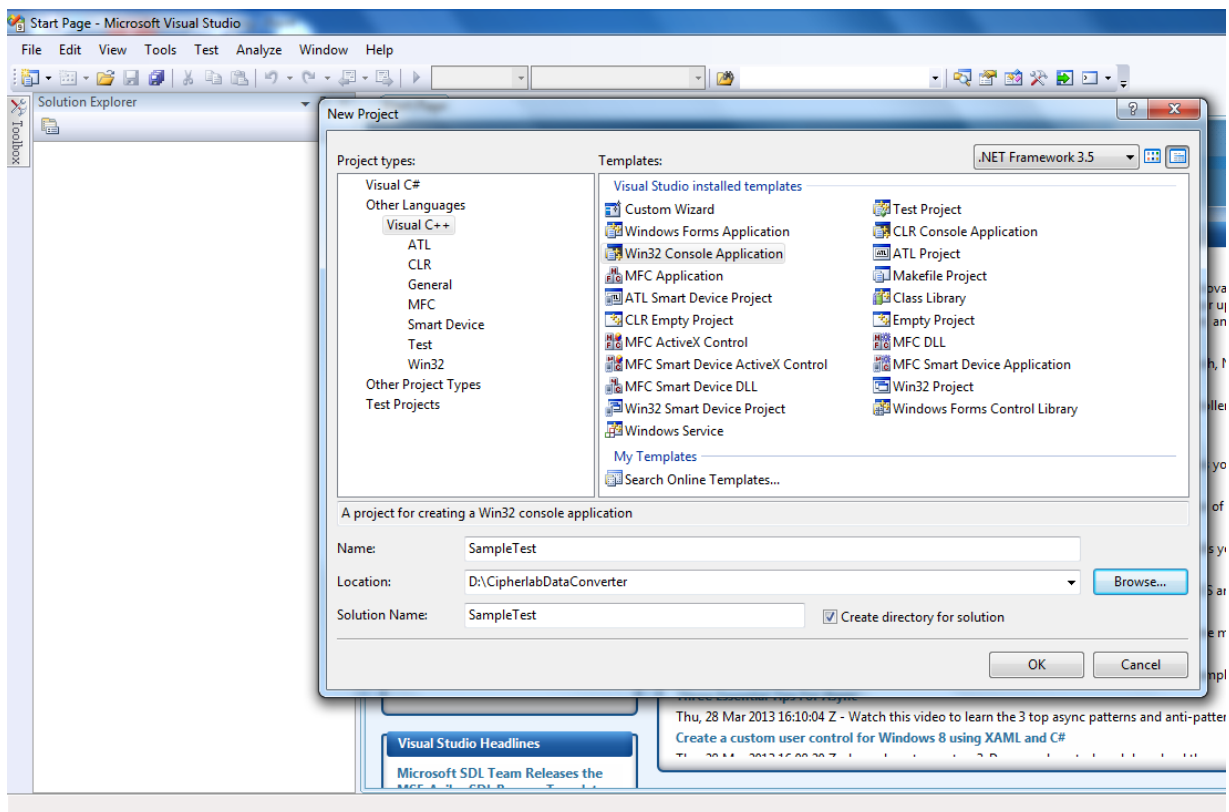 Start Page - Microsoft Visual Studio
File Edit View Tools Test Analyze Window Help
Solution Explorer
Toolbox
New Project
Project types:
Templates:
.NET Framework 3.5
Visual C#
Other Languages
Visual C++
ATL
CLR
General
MFC
Smart Device
Test
Win32
Other Project Types
Test Projects
Visual Studio installed templates
Custom Wizard
Test Project
Windows Forms Application
CLR Console Application
Win32 Console Application
ATL Project
MFC Application
Makefile Project
ATL Smart Device Project
Class Library
CLR Empty Project
Empty Project
MFC ActiveX Control
MFC DLL
MFC Smart Device ActiveX Control
MFC Smart Device Application
MFC Smart Device DLL
Win32 Project
Win32 Smart Device Project
Windows Forms Control Library
Windows Service
My Templates
Search Online Templates...
A project for creating a Win32 console application
Name: SampleTest
Location: D:\CipherlabDataConverter
Browse...
Solution Name: SampleTest
Create directory for solution
OK
Cancel
Thu, 28 Mar 2013 16:10:04 Z - Watch this video to learn the 3 top async patterns and anti-patter
Create a custom user control for Windows 8 using XAML and C#
Visual Studio Headlines
Microsoft SDL Team Releases the